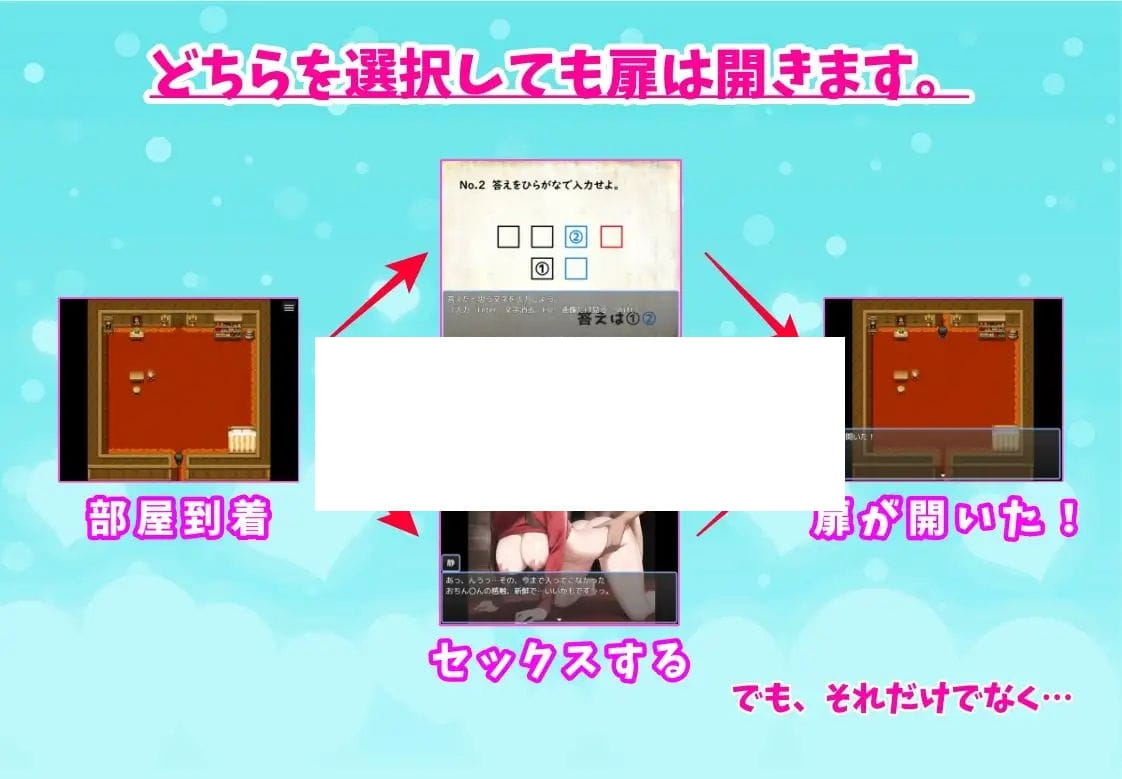 どちらを選択しても扉は開きます。
No.2 答えをひらがなで入力せよ。
②
①
答えは①②
部屋到着
開いた！
扉が開いた！
静
あっ、んうっ…その、今まで入ってこなかった
おちん〇んの感触、新鮮で…いいかもですっっ。
セックスする
でも、それだけでなく…